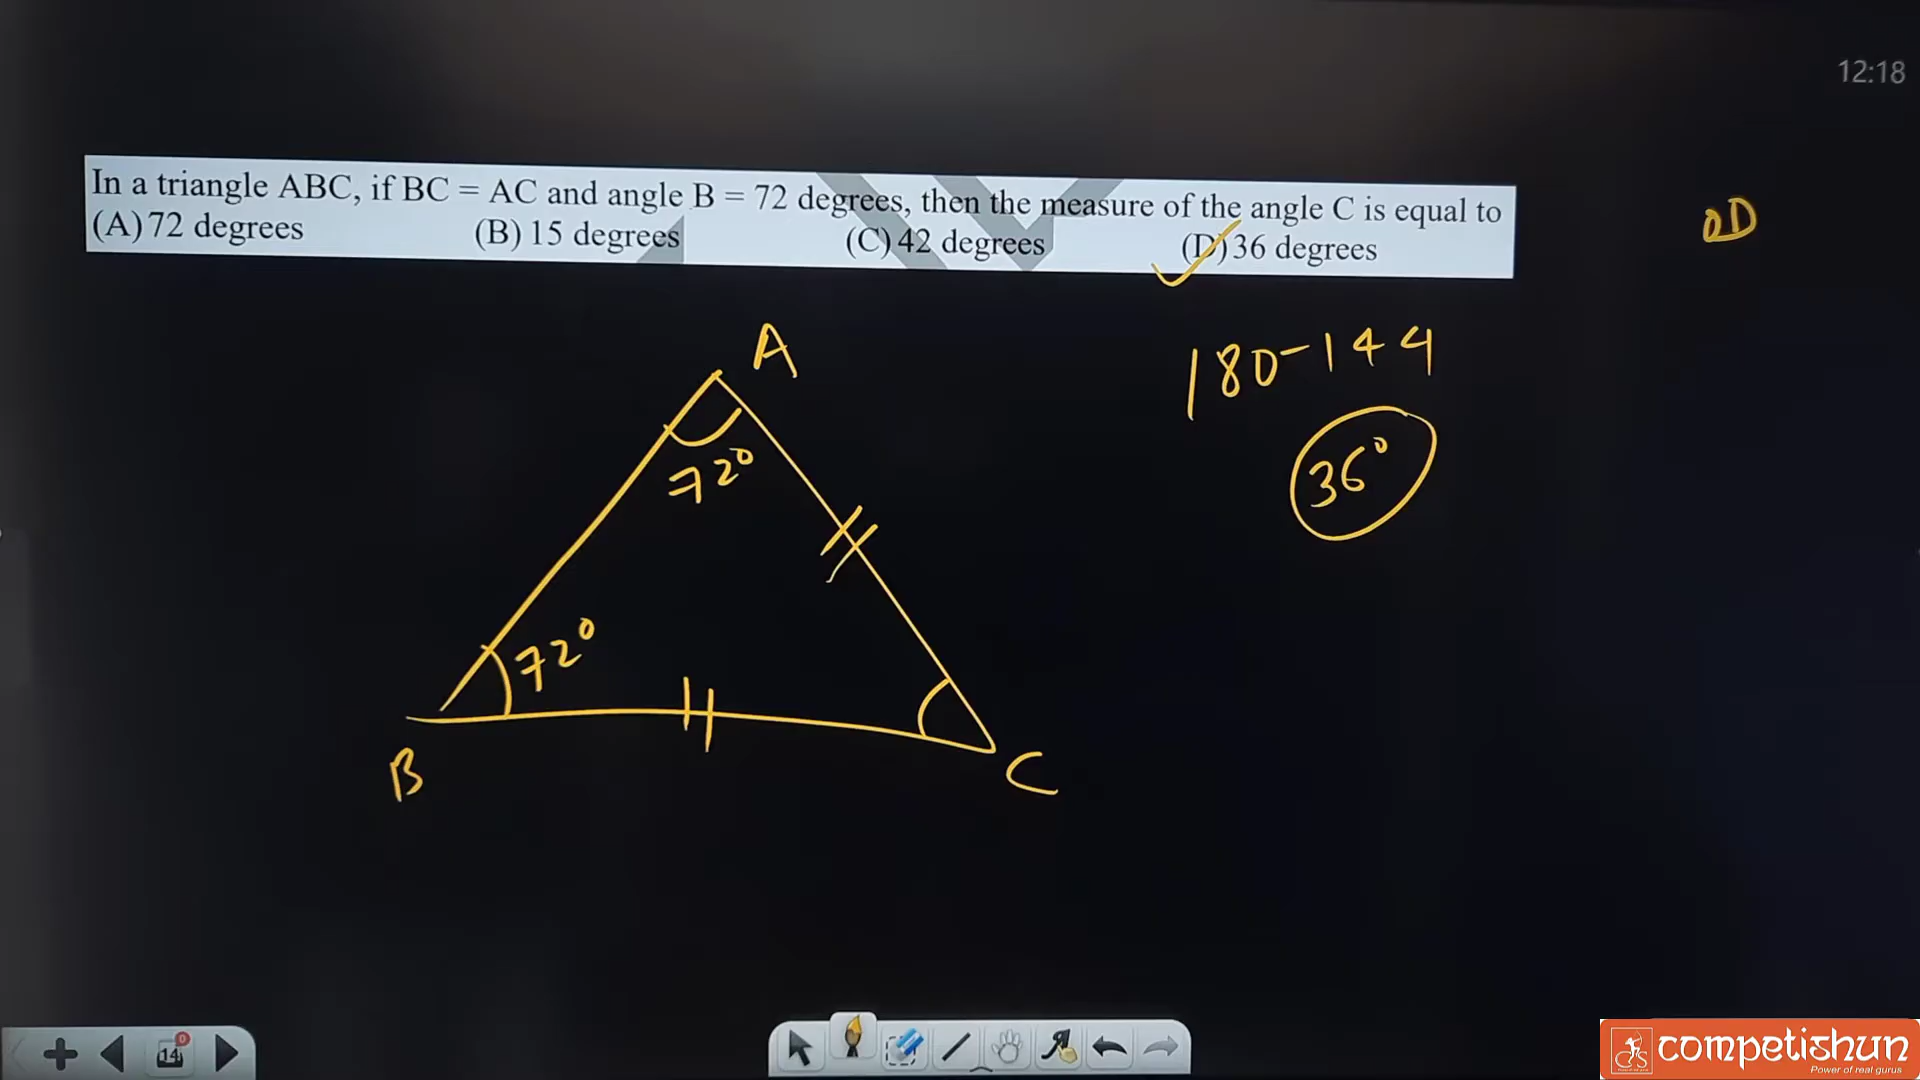 12:18
In a triangle ABC, if BC = AC and angle B = 72 degrees, then the measure of the angle C is equal to
(A) 72 degrees (B) 15 degrees (C) 42 degrees (D) 36 degrees
D
A
180-144
72°
36°
72°
B
C
14
0
competishun
Power of real gurus